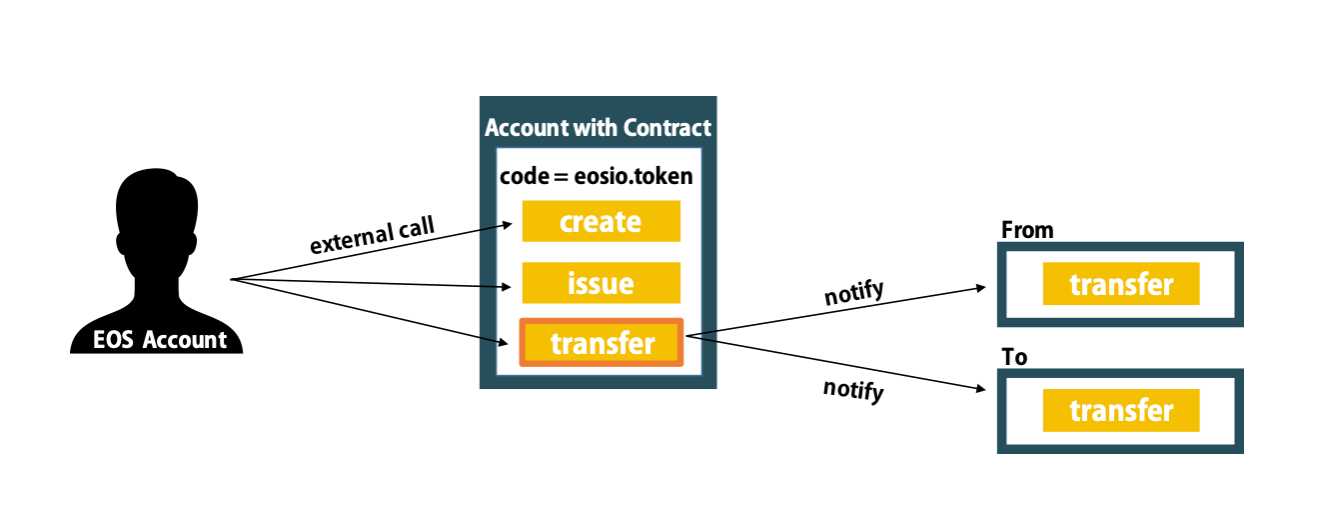 EOS Account
external call
Account with Contract
code = eosio.token
create
issue
transfer
notify
notify
From
transfer
To
transfer